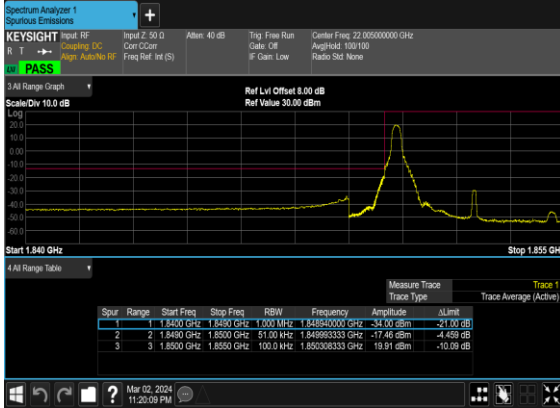 Spectrum Analyzer 1
Spurious Emissions
KEYSIGHT Input: RF Input Z: 50 Ω Atten: 40 dB Trig: Free Run Center Freq: 22.005000000 GHz
R T Coupling: DC Corr CCorr Gate: Off Avg|Hold: 100/100
Align: Auto/No RF Freq Ref: Int (S) IF Gain: Low Radio Std: None
PASS
3 All Range Graph Ref Lvl Offset 8.00 dB
Scale/Div 10.0 dB Ref Value 30.00 dBm
Log
20.0
10.0
0.00
-10.0
-20.0
-30.0
-40.0
-50.0
-60.0
Start 1.840 GHz Stop 1.855 GH
4 All Range Table
Measure Trace Trace 1
Trace Type Trace Average (Active)
Spur Range Start Freq Stop Freq RBW Frequency Amplitude ΔLimit
1 1 1.8400 GHz 1.8490 GHz 1.000 MHz 1.848940000 GHz -34.00 dBm -21.00 dB
2 2 1.8490 GHz 1.8500 GHz 51.00 kHz 1.849993333 GHz -17.46 dBm -4.459 dB
3 3 1.8500 GHz 1.8550 GHz 100.0 kHz 1.850308333 GHz 19.91 dBm -10.09 dB
Mar 02, 2024
11:20:09 PM